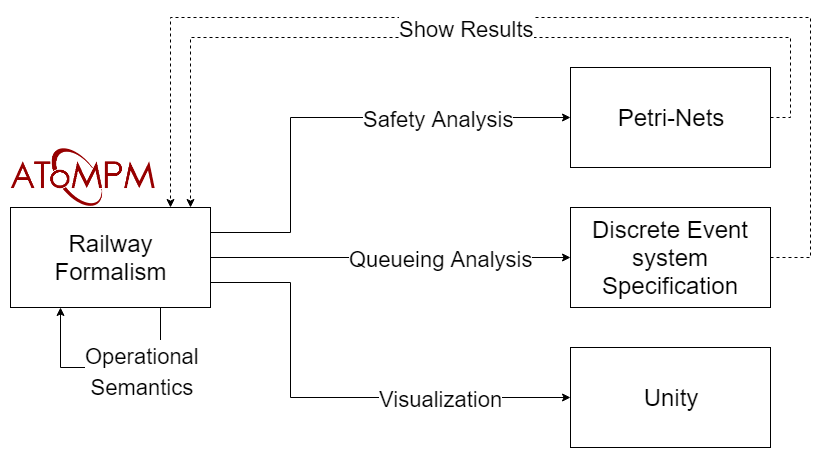 Show Results
Safety Analysis
Petri-Nets
AToMPM
Railway
Formalism
Queueing Analysis
Discrete Event
system
Specification
Operational
Semantics
Visualization
Unity